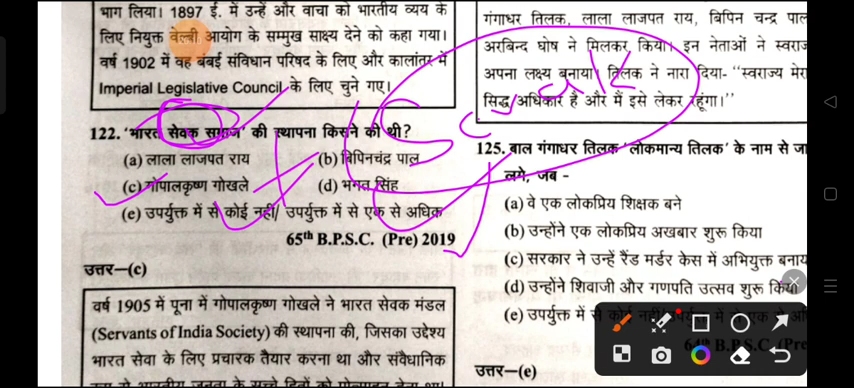 भाग लिया। 1897 ई. में उन्हें और वाचा को भारतीय व्यय के
लिए नियुक्त वेल्बी आयोग के सम्मुख साक्ष्य देने को कहा गया।
वर्ष 1902 में वह बंबई संविधान परिषद के लिए और कालांतर में
Imperial Legislative Council के लिए चुने गए।
122. 'भारत सेवक समाज' की स्थापना किसने की थी?
(a) लाला लाजपत राय (b) बिपिनचंद्र पाल
(c) गोपालकृष्ण गोखले (d) भगत सिंह
(e) उपर्युक्त में से कोई नहीं/ उपर्युक्त में से एक से अधिक
65th B.P.S.C. (Pre) 2019
उत्तर–(c)
वर्ष 1905 में पूना में गोपालकृष्ण गोखले ने भारत सेवक मंडल
(Servants of India Society) की स्थापना की, जिसका उद्देश्य
भारत सेवा के लिए प्रचारक तैयार करना था और संवैधानिक
गंगाधर तिलक, लाला लाजपत राय, बिपिन चन्द्र पाल
अरबिन्द घोष ने मिलकर किया। इन नेताओं ने स्वराज
अपना लक्ष्य बनाया। तिलक ने नारा दिया- “स्वराज्य मेरा
सिद्ध अधिकार है और मैं इसे लेकर रहूंगा।”
125. बाल गंगाधर तिलक 'लोकमान्य तिलक' के नाम से जा
लगे, जब -
(a) वे एक लोकप्रिय शिक्षक बने
(b) उन्होंने एक लोकप्रिय अखबार शुरू किया
(c) सरकार ने उन्हें रैंड मर्डर केस में अभियुक्त बनाय
(d) उन्होंने शिवाजी और गणपति उत्सव शुरू किया
(e) उपर्युक्त में से
उत्तर–(e)